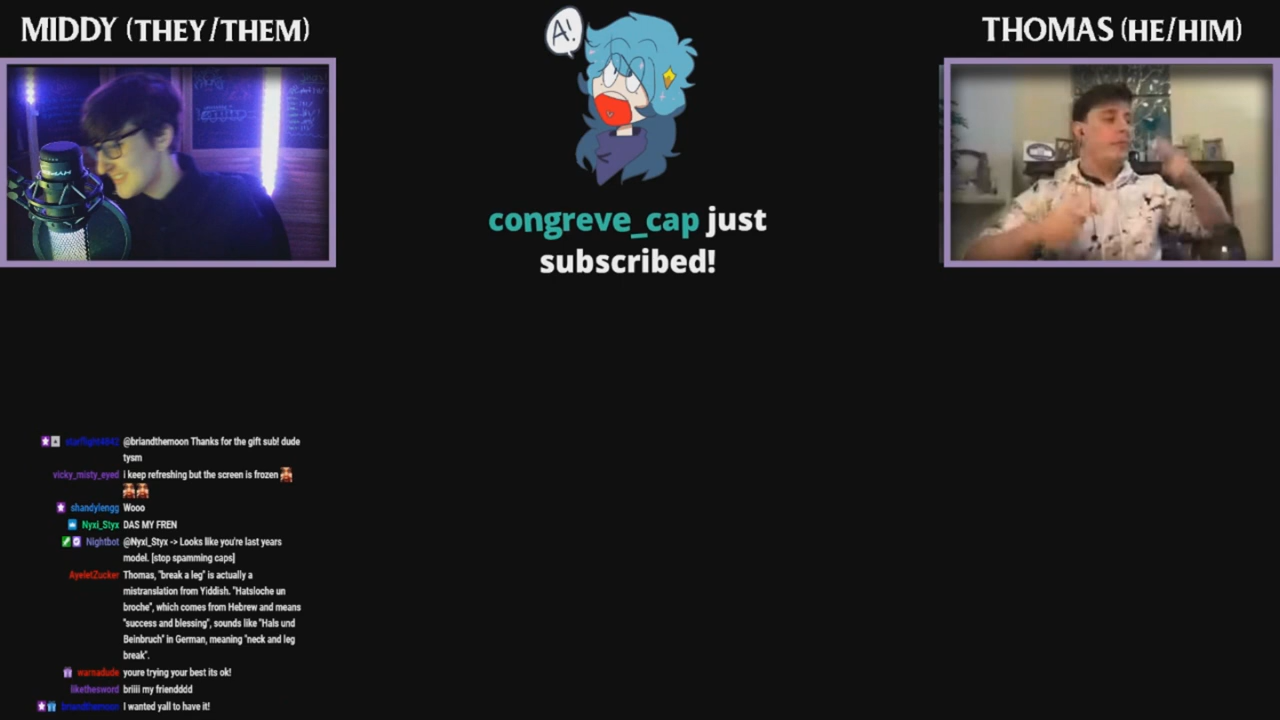 MIDDY (THEY/THEM)
A!
THOMAS (HE/HIM)
congreve_cap just
subscribed!
starflight4842 @briandthemoon Thanks for the gift sub! dude
tysm
vicky_misty_eyed i keep refreshing but the screen is frozen
shandylengg Wooo
Nyxi_Styx DAS MY FREN
Nightbot @Nyxi_Styx -> Looks like you're last years
model. [stop spamming caps]
AyeletZucker Thomas, "break a leg" is actually a
mistranslation from Yiddish. "Hatsloche un
broche", which comes from Hebrew and means
"success and blessing", sounds like "Hals und
Beinbruch" in German, meaning "neck and leg
break".
warnadude youre trying your best its ok!
likethesword briiii my friendddd
briandthemoon I wanted yall to have it!